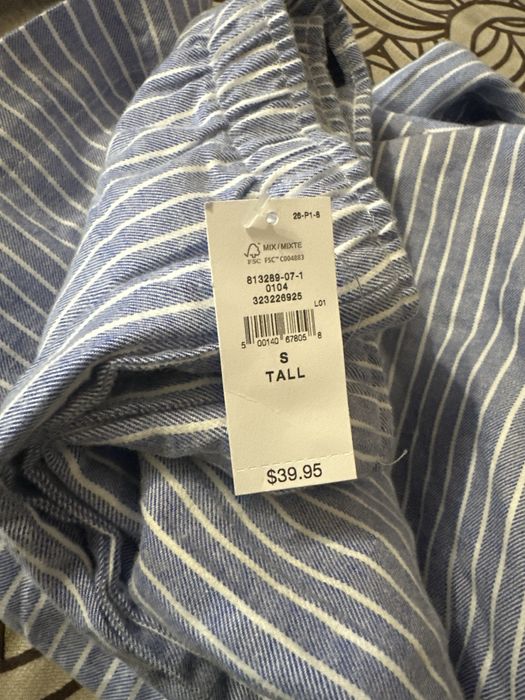 26-P1-8
MIX/MIXTE
FSC FSC™ C004883
813289-07-1
0104
323226925
L01
5 00140 67805 8
S
TALL
$39.95